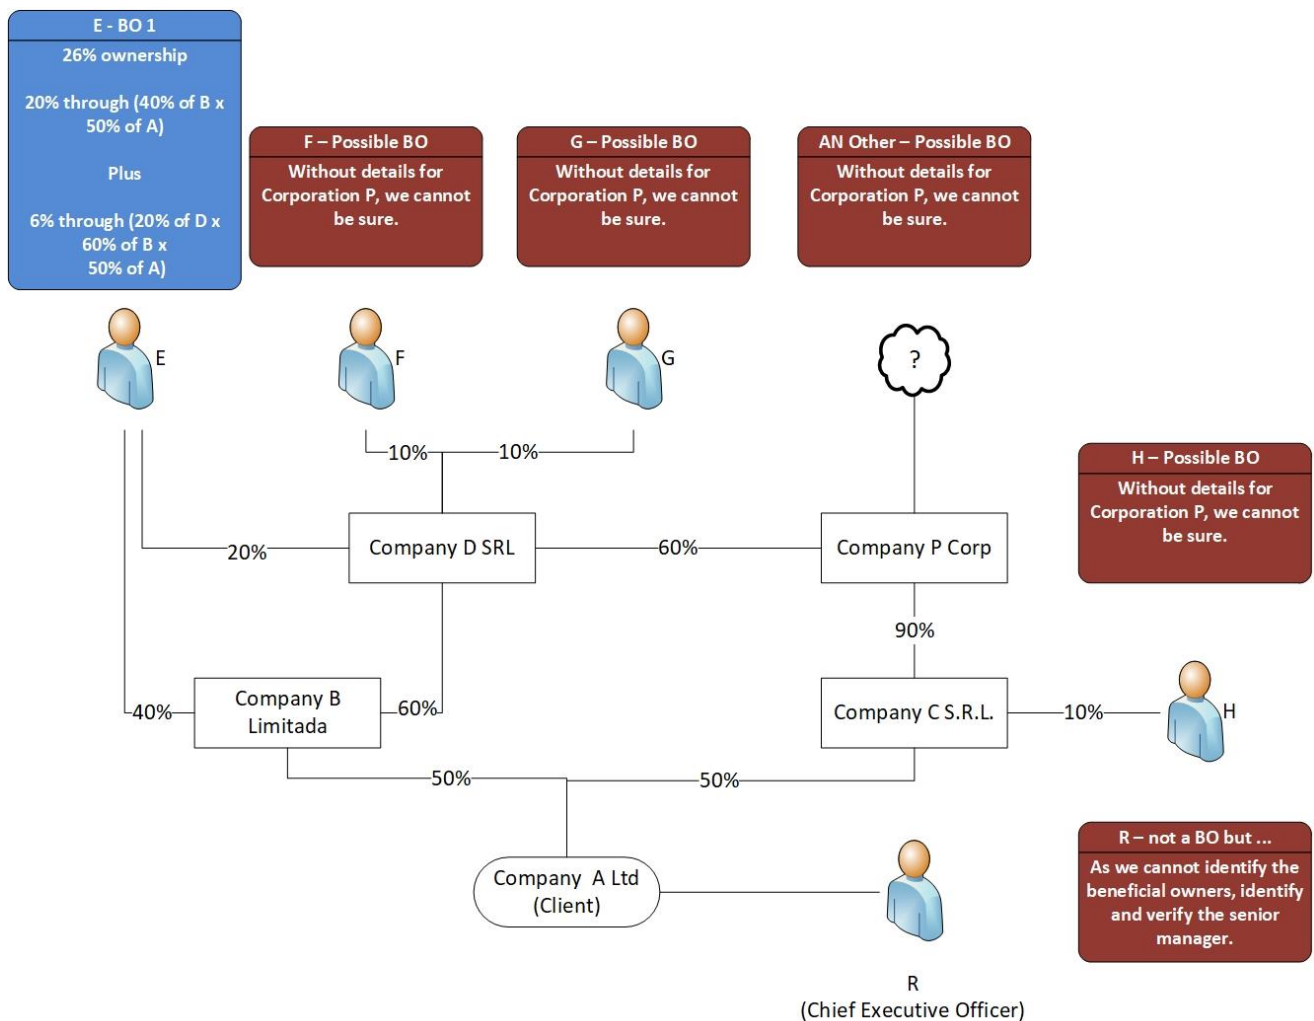 E - BO 1
26% ownership
20% through (40% of B x
50% of A)
Plus
6% through (20% of D x
60% of B x
50% of A)
F – Possible BO
Without details for
Corporation P, we cannot
be sure.
G – Possible BO
Without details for
Corporation P, we cannot
be sure.
AN Other – Possible BO
Without details for
Corporation P, we cannot
be sure.
E
F
G
?
10%
10%
H – Possible BO
Without details for
Corporation P, we cannot
be sure.
20%
Company D SRL
60%
Company P Corp
90%
40%
Company B
Limitada
60%
Company C S.R.L.
10%
H
50%
50%
R – not a BO but ...
As we cannot identify the
beneficial owners, identify
and verify the senior
manager.
Company A Ltd
(Client)
R
(Chief Executive Officer)